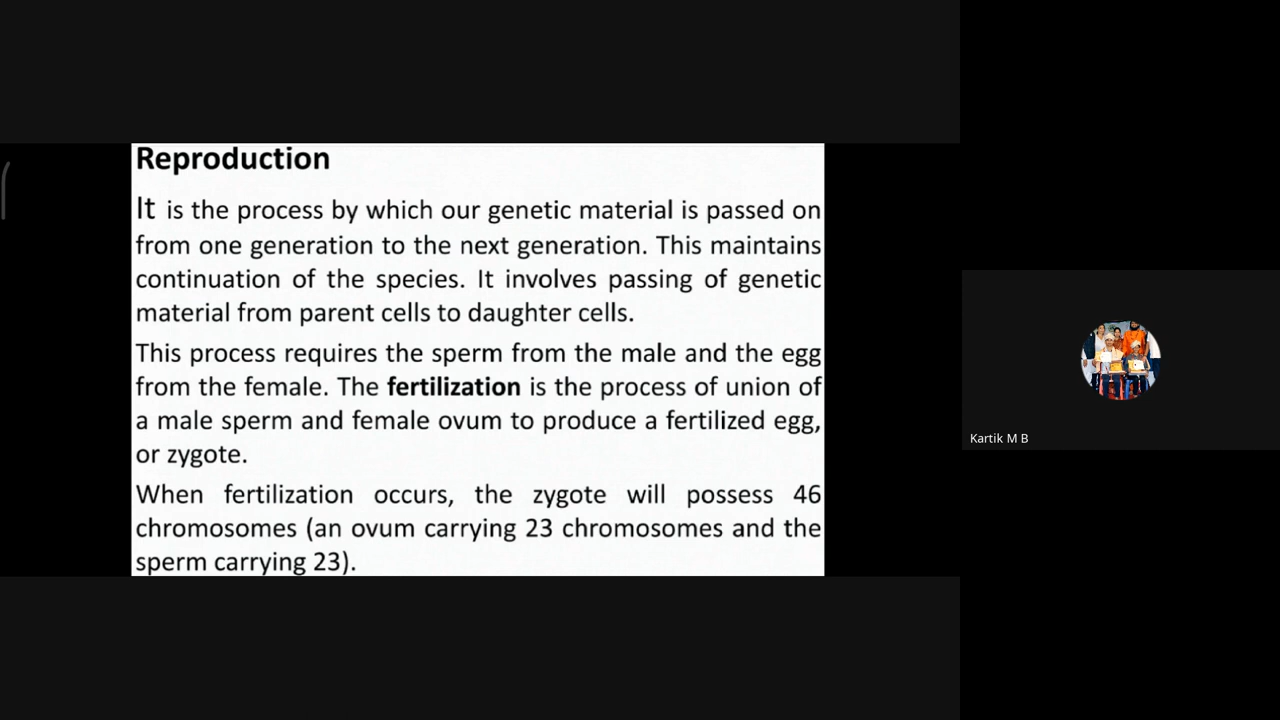 Reproduction
It is the process by which our genetic material is passed on
from one generation to the next generation. This maintains
continuation of the species. It involves passing of genetic
material from parent cells to daughter cells.
This process requires the sperm from the male and the egg
from the female. The fertilization is the process of union of
a male sperm and female ovum to produce a fertilized egg,
or zygote.
When fertilization occurs, the zygote will possess 46
chromosomes (an ovum carrying 23 chromosomes and the
sperm carrying 23).
Kartik M B